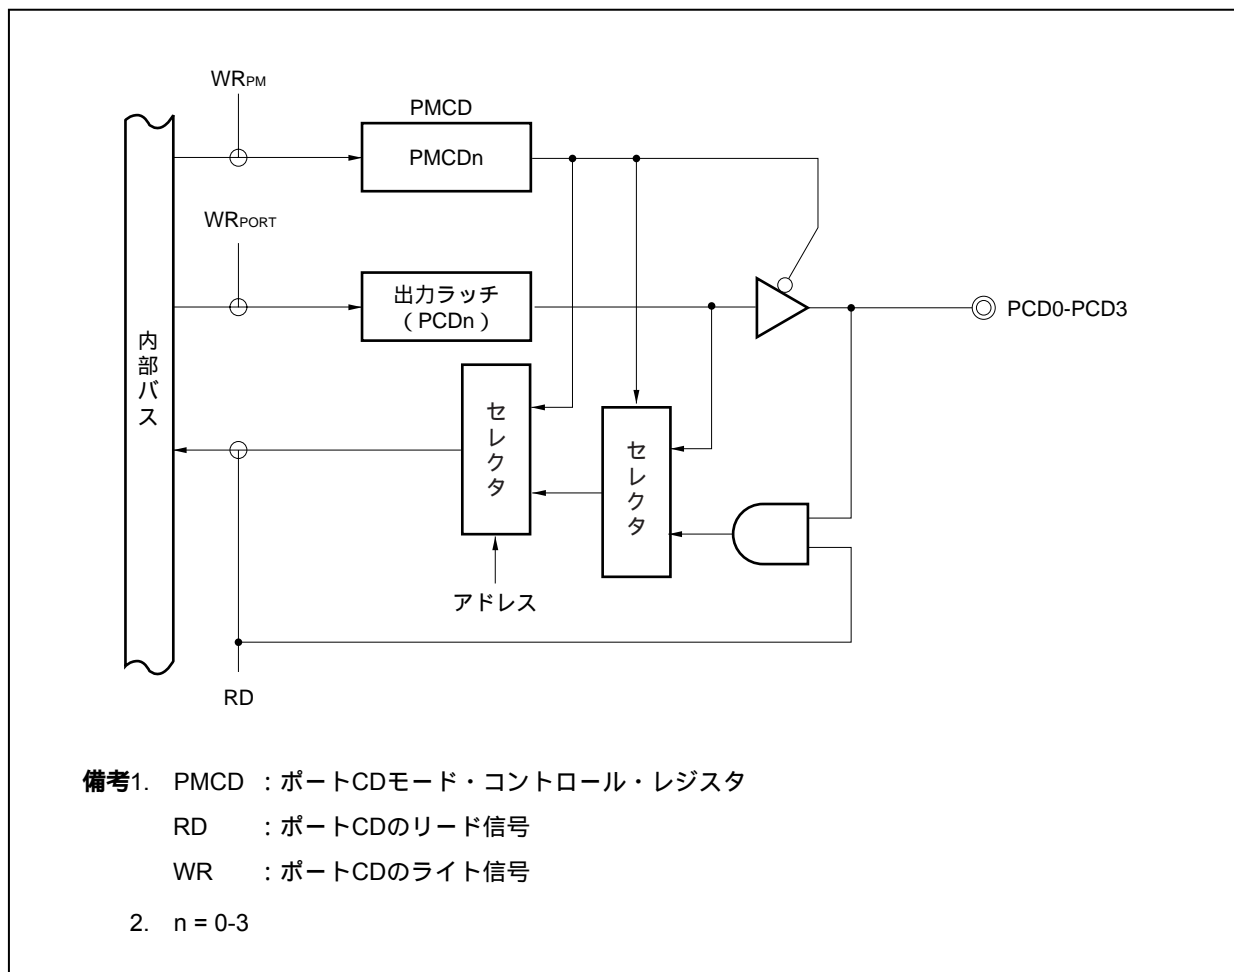 WRPM
PMCD
PMCDn
WRPORT
出力ラッチ
（PCDn）
PCD0-PCD3
内部バス
セレクタ
セレクタ
アドレス
RD
備考1. PMCD ：ポートCDモード・コントロール・レジスタ
RD ：ポートCDのリード信号
WR ：ポートCDのライト信号
2. n = 0-3